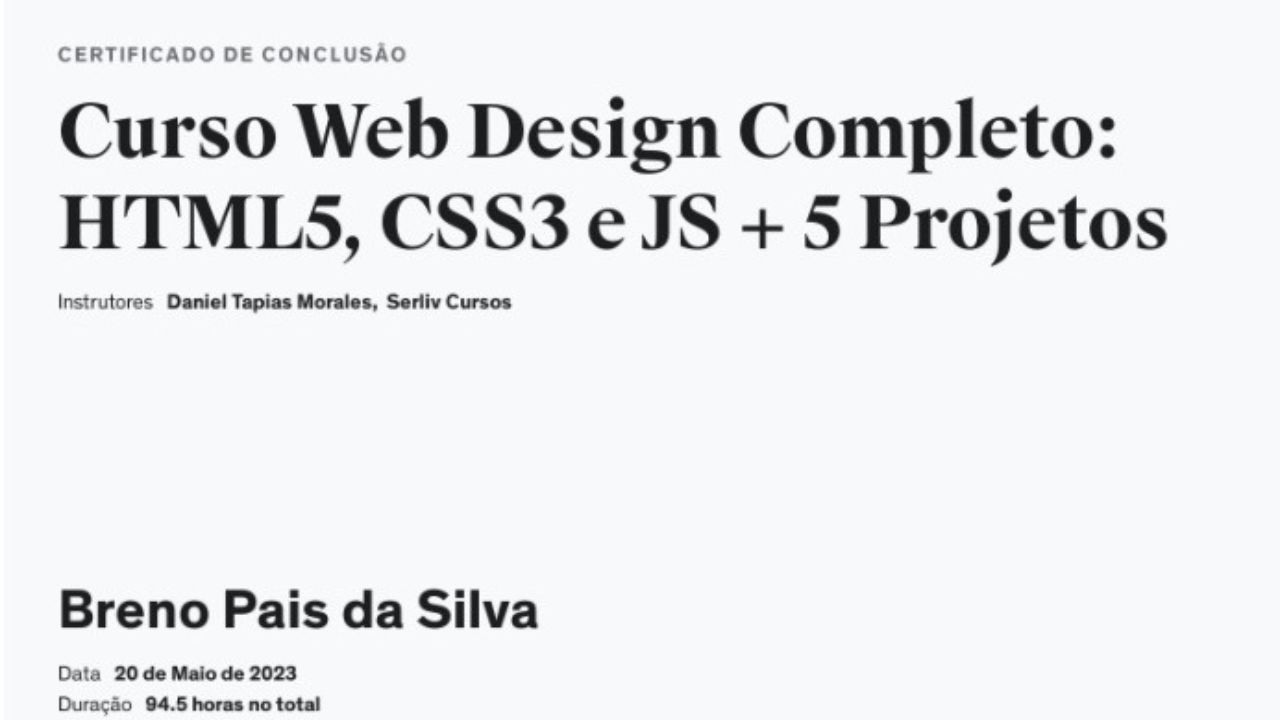 CERTIFICADO DE CONCLUSÃO
Curso Web Design Completo:
HTML5, CSS3 e JS + 5 Projetos
Instrutores Daniel Tapias Morales, Serliv Cursos
Breno Pais da Silva
Data 20 de Maio de 2023
Duração 94.5 horas no total